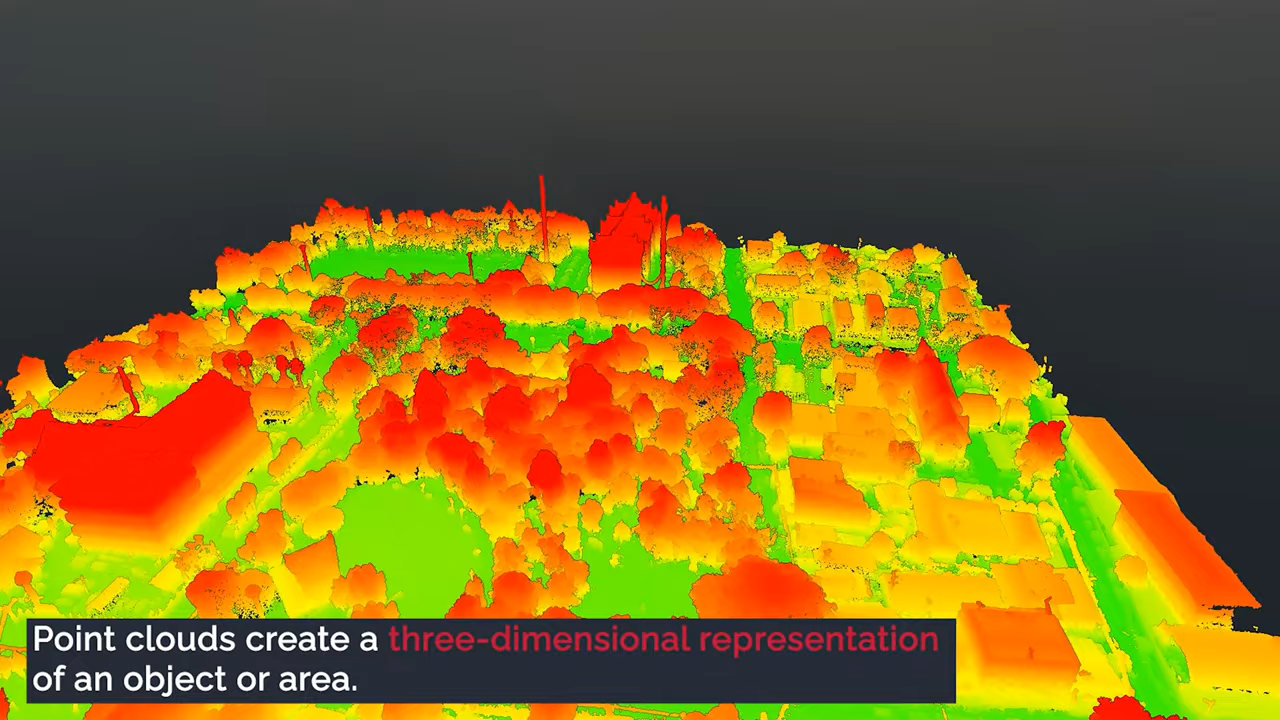 Point clouds create a three-dimensional representation
of an object or area.